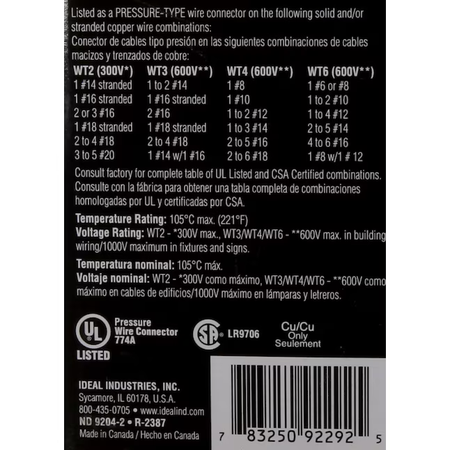 Listed as a PRESSURE-TYPE wire connector on the following solid and/or
stranded copper wire combinations:
Conector de cables tipo presión en las siguientes combinaciones de cables
macizos y trenzados de cobre:
WT2 (300V*) WT3 (600V**) WT4 (600V**) WT6 (600V**)
1 #14 stranded 1 to 2 #14 1 #8 1 #6 or #8
1 #16 stranded 1 #16 stranded 1 #10 1 to 2 #10
2 or 3 #16 2 #16 1 to 2 #12 1 to 4 #12
1 #18 stranded 1 #18 stranded 1 to 3 #14 2 to 5 #14
2 to 4 #18 2 to 4 #18 2 to 5 #16 4 to 6 #16
3 to 5 #20 1 #14 w/1 #16 2 to 6 #18 1 #8 w/1 # 12
Consult factory for complete table of UL Listed and CSA Certified combinations.
Consulte con la fábrica para obtener una tabla completa de combinaciones
homologadas por UL y certificadas por CSA.
Temperature Rating: 105°C max. (221°F)
Voltage Rating: WT2 - *300V max., WT3/WT4/WT6 - **600V max. in building
wiring/1000V maximum in fixtures and signs.
Temperatura nominal: 105°C máx.
Voltaje nominal: WT2 - *300V como máximo, WT3/WT4/WT6 - **600V como
máximo en cables de edificios/1000V máximo en lámparas y letreros.
UL
LISTED
Pressure
Wire Connector
774A
SA
LR9706
Cu/Cu
Only
Seulement
IDEAL INDUSTRIES, INC.
Sycamore, IL 60178, U.S.A.
800-435-0705 • www.idealind.com
ND 9204-2 • R-2387
Made in Canada / Hecho en Canada
7 83250 92292 5